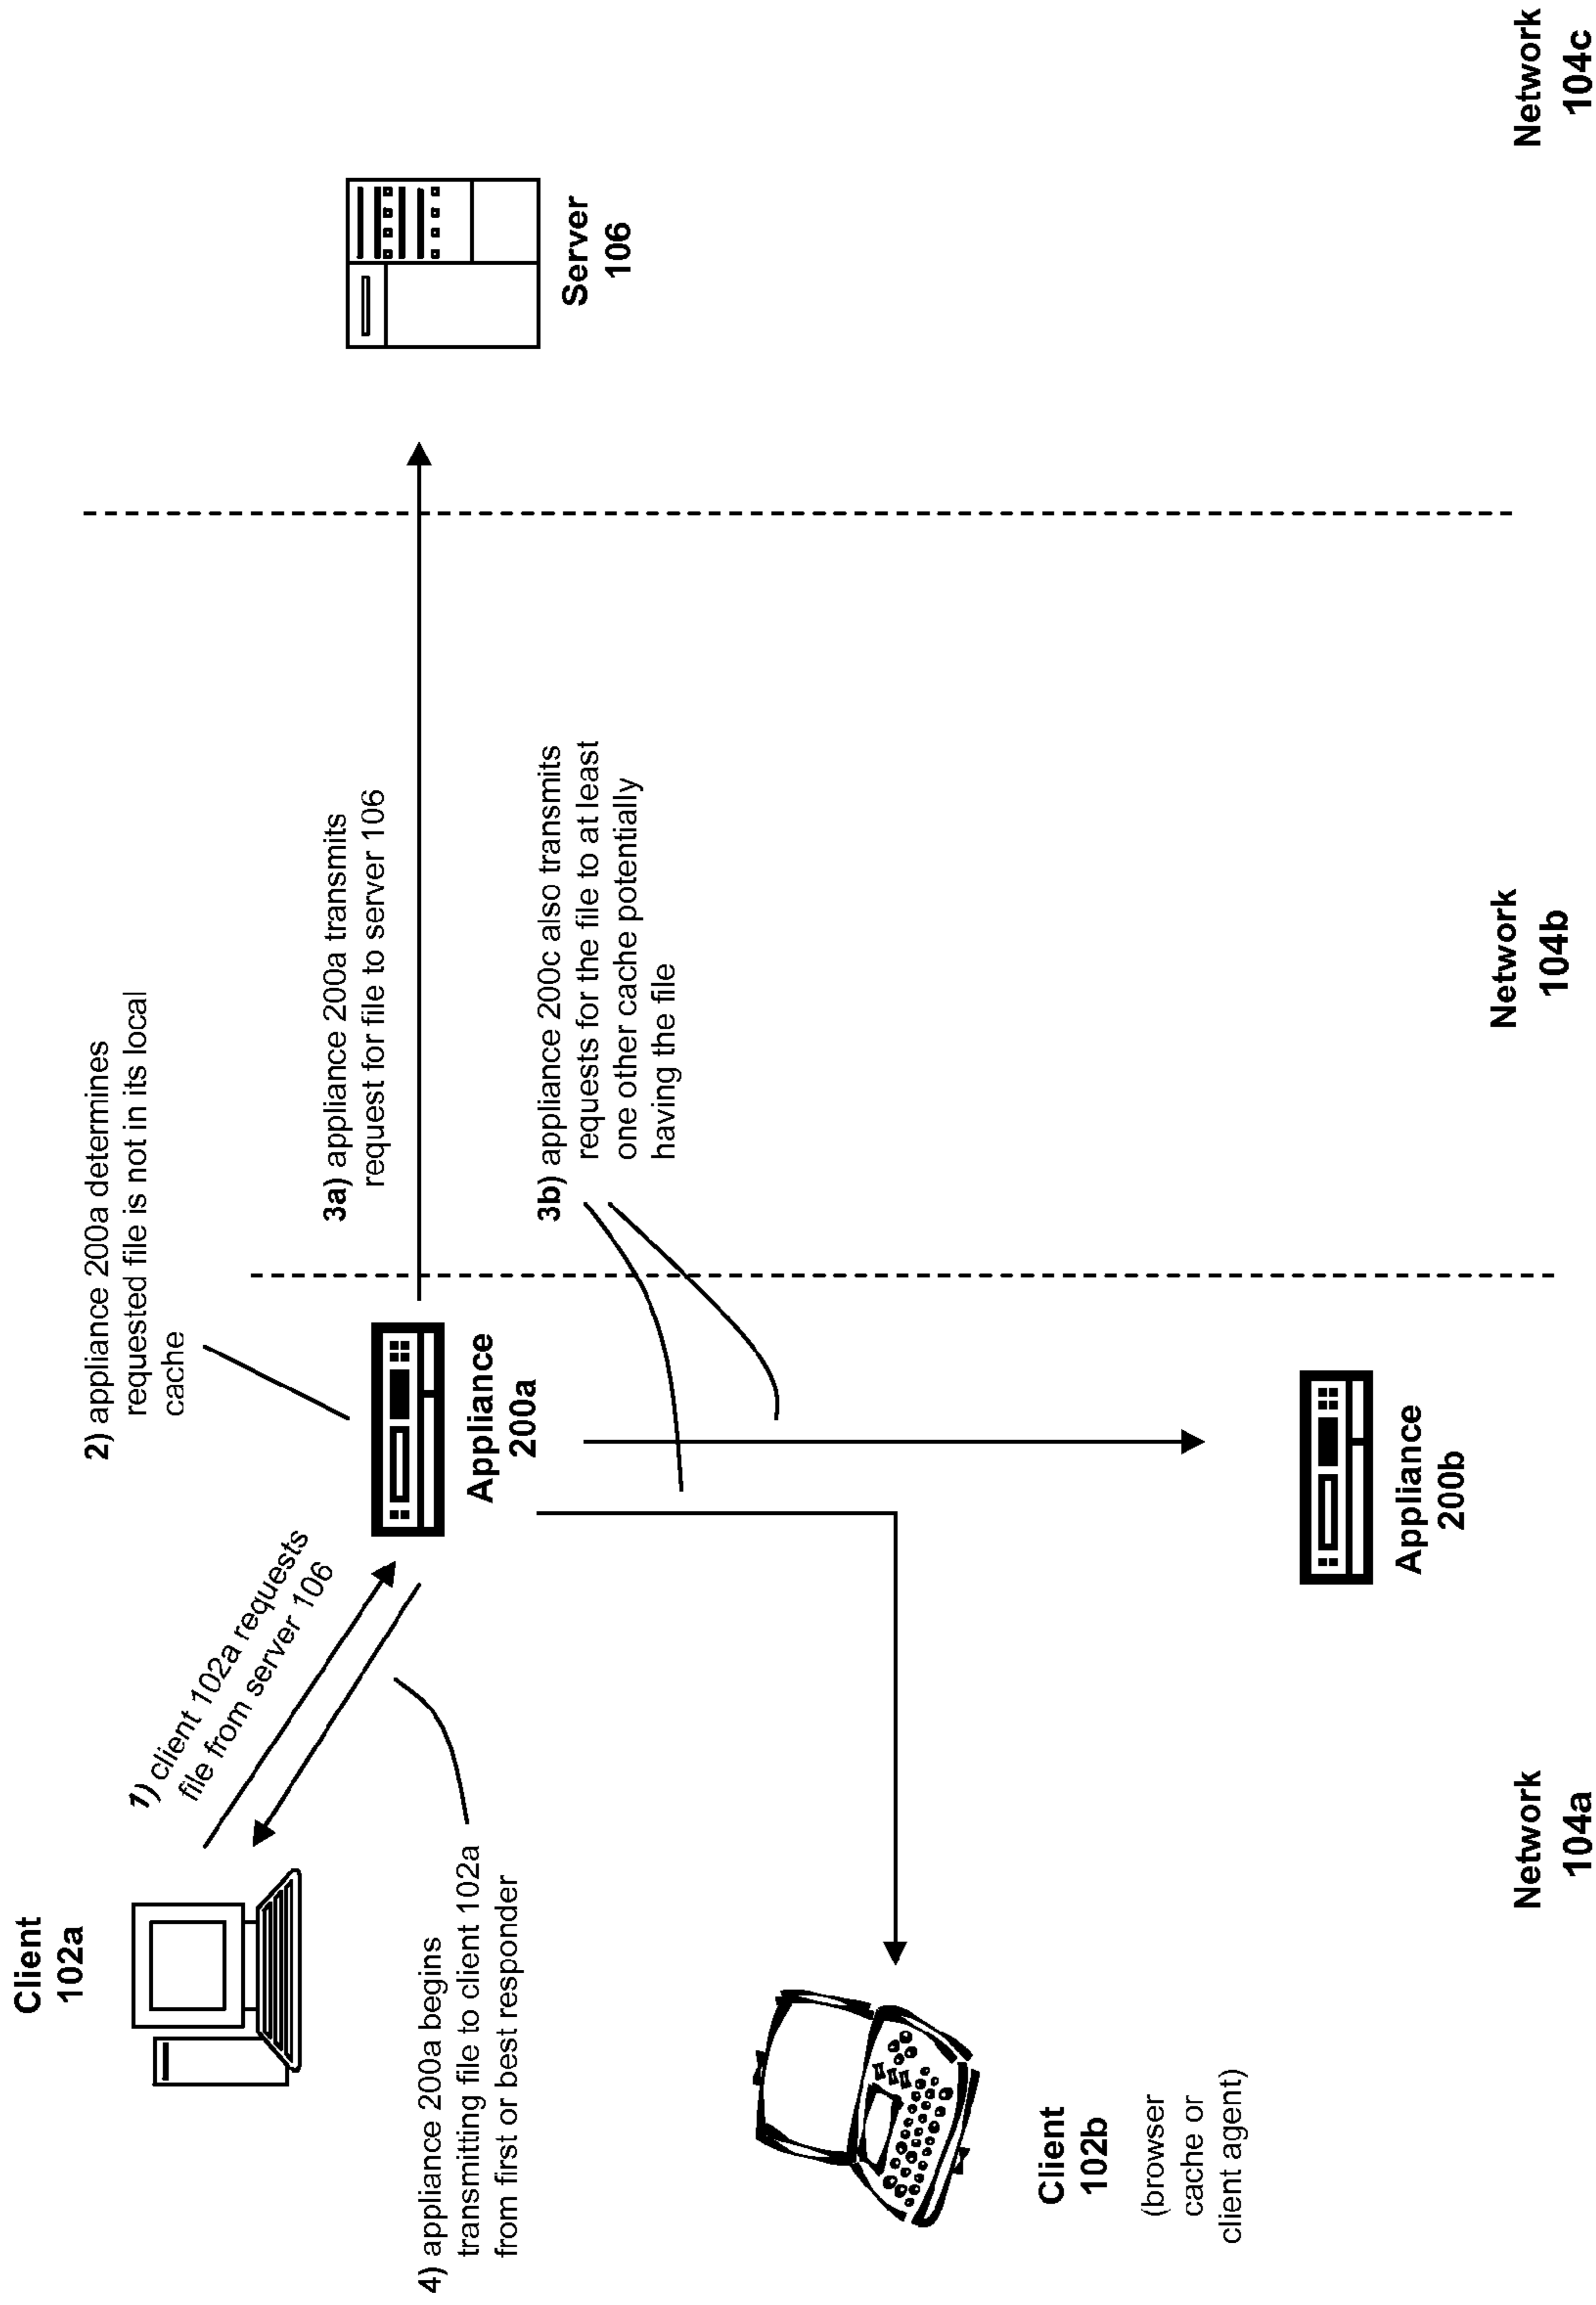 Client
102a
1) client 102a requests
file from server 106
2) appliance 200a determines
requested file is not in its local
cache
Appliance
200a
3a) appliance 200a transmits
request for file to server 106
Server
106
3b) appliance 200c also transmits
requests for the file to at least
one other cache potentially
having the file
4) appliance 200a begins
transmitting file to client 102a
from first or best responder
Client
102b
(browser
cache or
client agent)
Appliance
200b
Network
104a
Network
104b
Network
104c